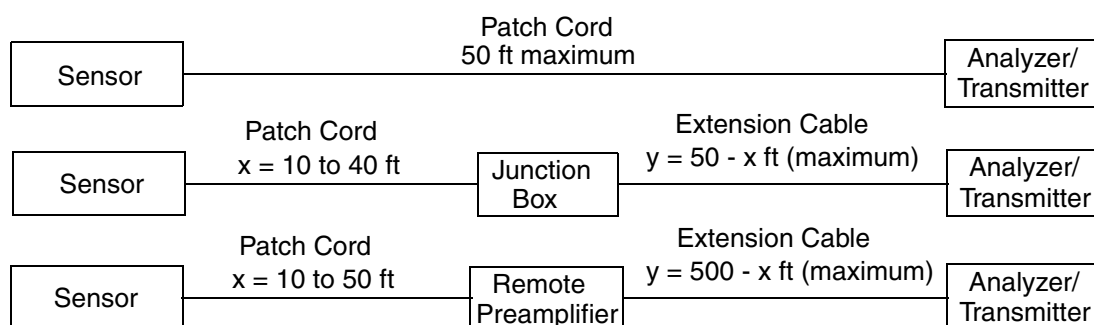 Patch Cord
50 ft maximum
Sensor
Analyzer/
Transmitter
Patch Cord
x = 10 to 40 ft
Extension Cable
y = 50 - x ft (maximum)
Sensor
Junction
Box
Analyzer/
Transmitter
Patch Cord
x = 10 to 50 ft
Extension Cable
y = 500 - x ft (maximum)
Sensor
Remote
Preamplifier
Analyzer/
Transmitter